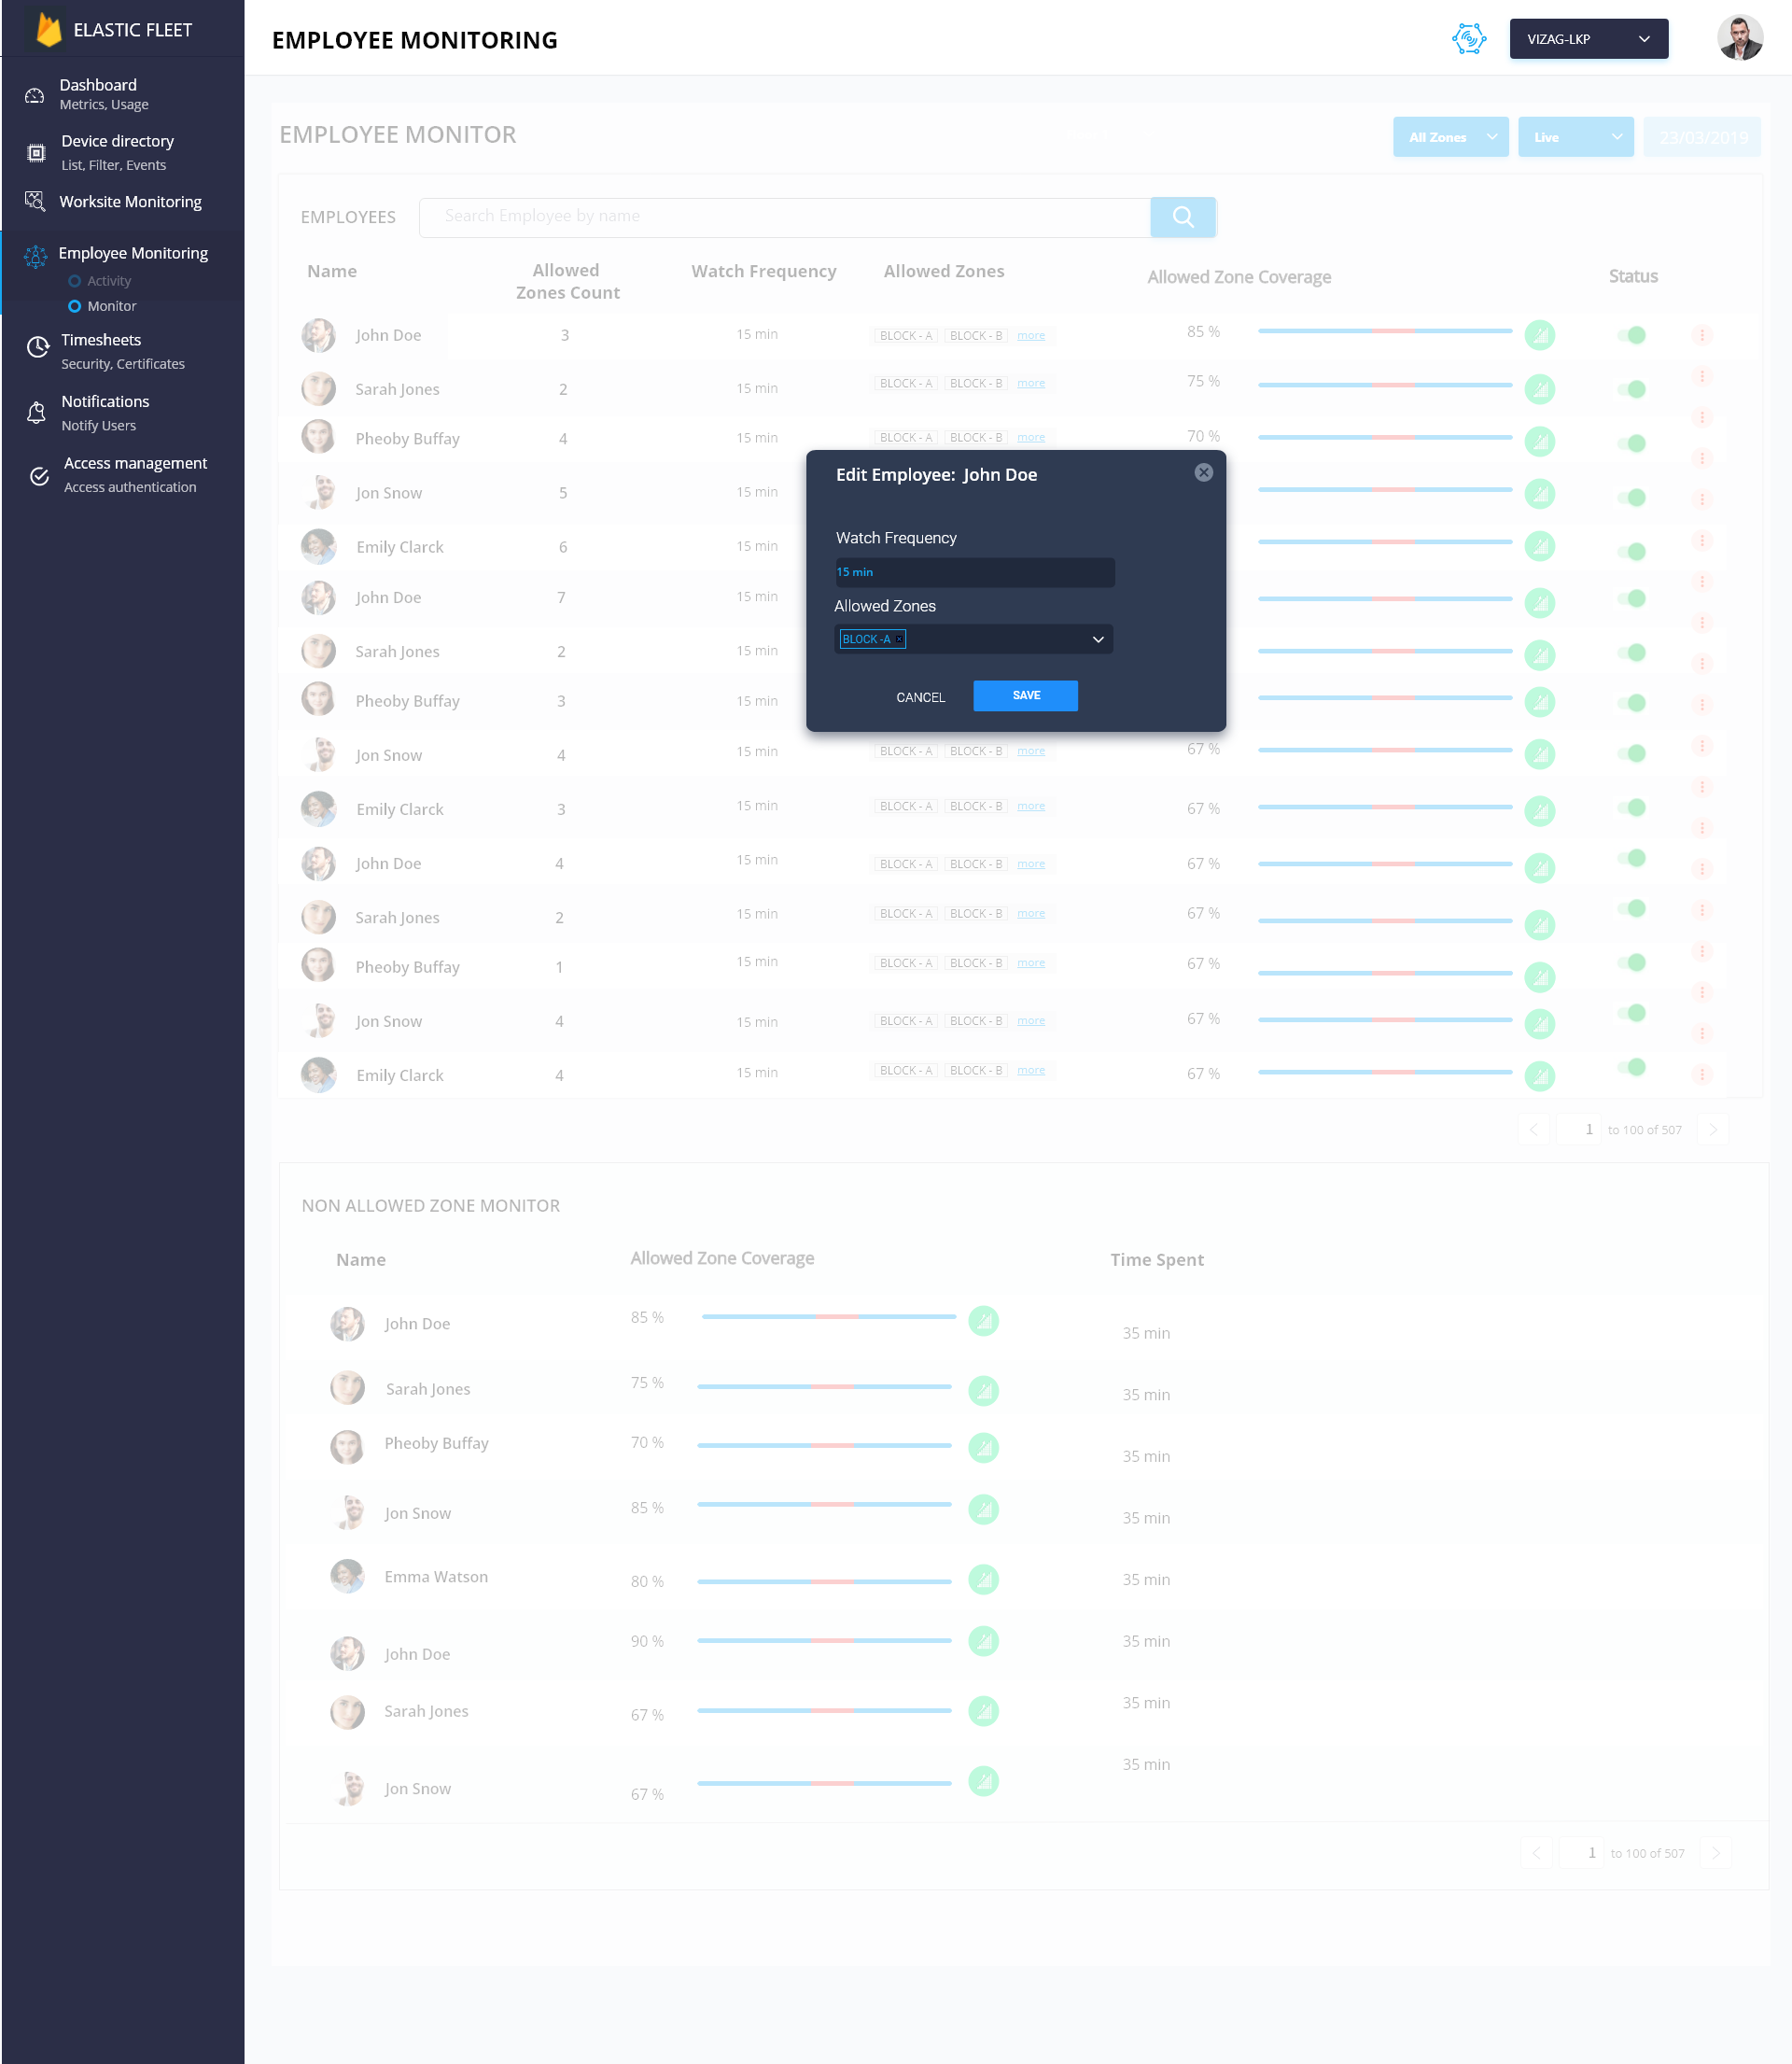 ELASTIC FLEET
EMPLOYEE MONITORING
VIZAG-LKP
Dashboard
Metrics, Usage
Device directory
List, Filter, Events
Worksite Monitoring
Employee Monitoring
Activity
Monitor
Timesheets
Security, Certificates
Notifications
Notify Users
Access management
Access authentication
EMPLOYEE MONITOR
All Zones
Live
23/03/2019
EMPLOYEES
Search Employee by name
Name
Allowed
Zones Count
Watch Frequency
Allowed Zones
Allowed Zone Coverage
Status
John Doe 3 15 min BLOCK - A BLOCK - B more 85 %
Sarah Jones 2 15 min BLOCK - A BLOCK - B more 75 %
Pheoby Buffay 4 15 min BLOCK - A BLOCK - B more 70 %
Jon Snow 5 15 min
Emily Clarck 6 15 min
John Doe 7 15 min
Sarah Jones 2 15 min
Pheoby Buffay 3 15 min
Jon Snow 4 15 min BLOCK - A BLOCK - B more 67 %
Emily Clarck 3 15 min BLOCK - A BLOCK - B more 67 %
John Doe 4 15 min BLOCK - A BLOCK - B more 67 %
Sarah Jones 2 15 min BLOCK - A BLOCK - B more 67 %
Pheoby Buffay 1 15 min BLOCK - A BLOCK - B more 67 %
Jon Snow 4 15 min BLOCK - A BLOCK - B more 67 %
Emily Clarck 4 15 min BLOCK - A BLOCK - B more 67 %
Edit Employee: John Doe
Watch Frequency
15 min
Allowed Zones
BLOCK -A
CANCEL
SAVE
1 to 100 of 507
NON ALLOWED ZONE MONITOR
Name Allowed Zone Coverage Time Spent
John Doe 85 % 35 min
Sarah Jones 75 % 35 min
Pheoby Buffay 70 % 35 min
Jon Snow 85 % 35 min
Emma Watson 80 % 35 min
John Doe 90 % 35 min
Sarah Jones 67 % 35 min
Jon Snow 67 % 35 min
1 to 100 of 507